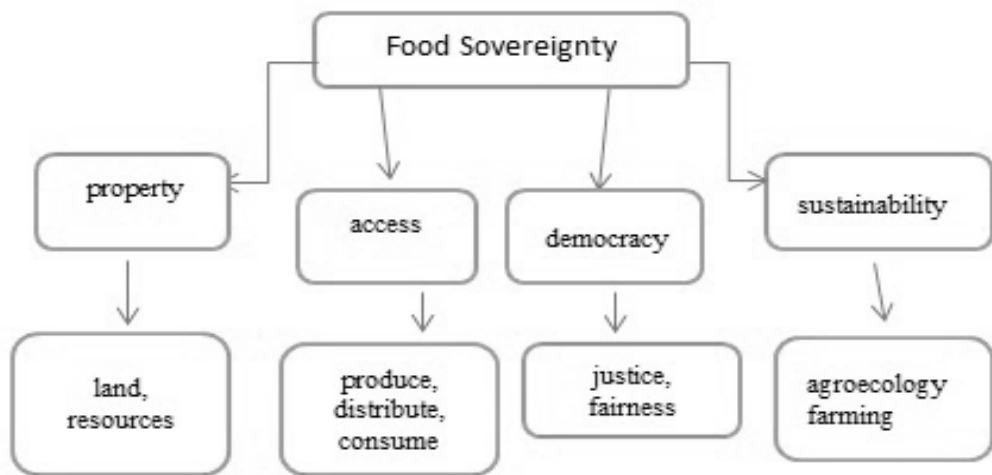 Food Sovereignty
property
access
democracy
sustainability
land,
resources
produce,
distribute,
consume
justice,
fairness
agroecology
farming